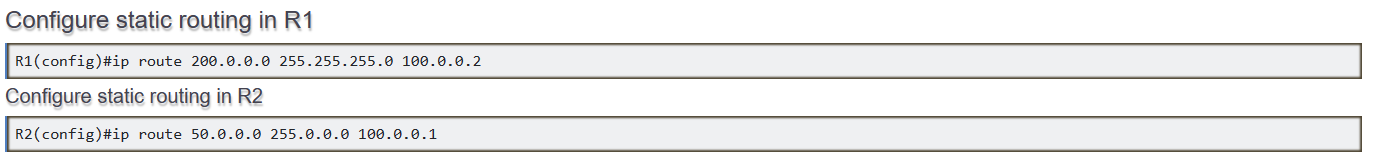 Configure static routing in R1
R1(config)#ip route 200.0.0.0 255.255.255.0 100.0.0.2
Configure static routing in R2
R2(config)#ip route 50.0.0.0 255.0.0.0 100.0.0.1